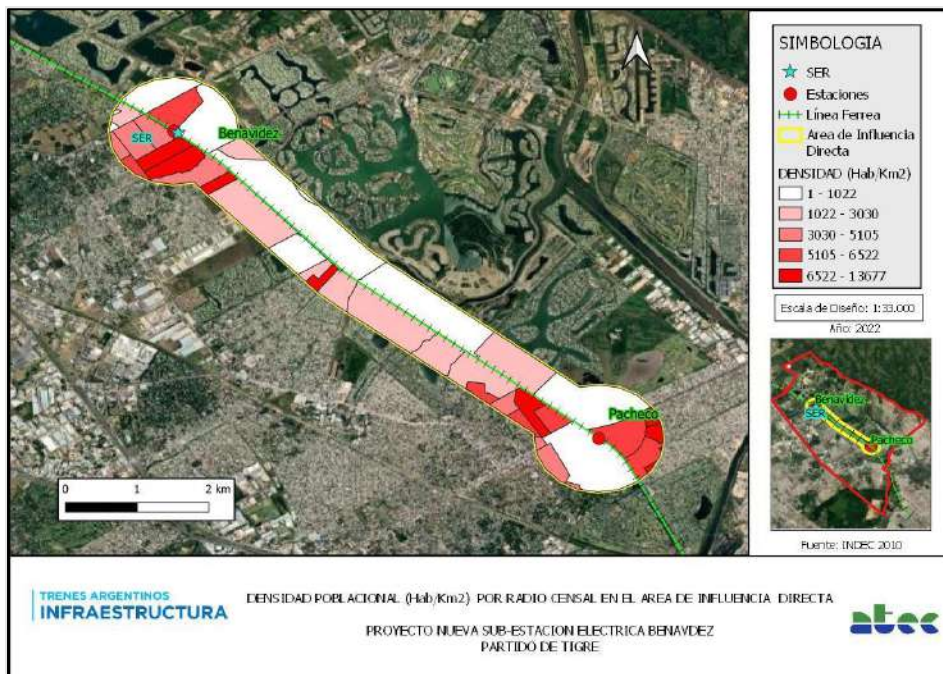 SIMBOLOGIA
SER
Estaciones
Línea Ferrea
Area de Influencia
Directa
DENSIDAD (Hab/Km2)
1 - 1022
1022 - 3030
3030 - 5105
5105 - 6522
6522 - 13677
Escala de Diseño: 1:33.000
Año: 2022
Benavidez
SER
Pacheco
0 1 2 km
Benavidez
SER
Pacheco
Fuente: INDEC 2010
TRENES ARGENTINOS
INFRAESTRUCTURA
DENSIDAD POBLACIONAL (Hab/Km2) POR RADIO CENSAL EN EL AREA DE INFLUENCIA DIRECTA
PROYECTO NUEVA SUB-ESTACION ELECTRICA BENAVDEZ
PARTIDO DE TIGRE
atec